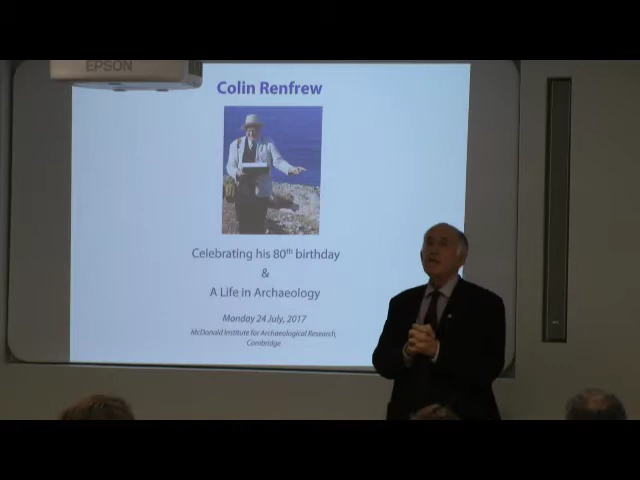 EPSON
Colin Renfrew
Celebrating his 80th birthday
&
A Life in Archaeology
Monday 24 July, 2017
McDonald Institute for Archaeological Research,
Cambridge